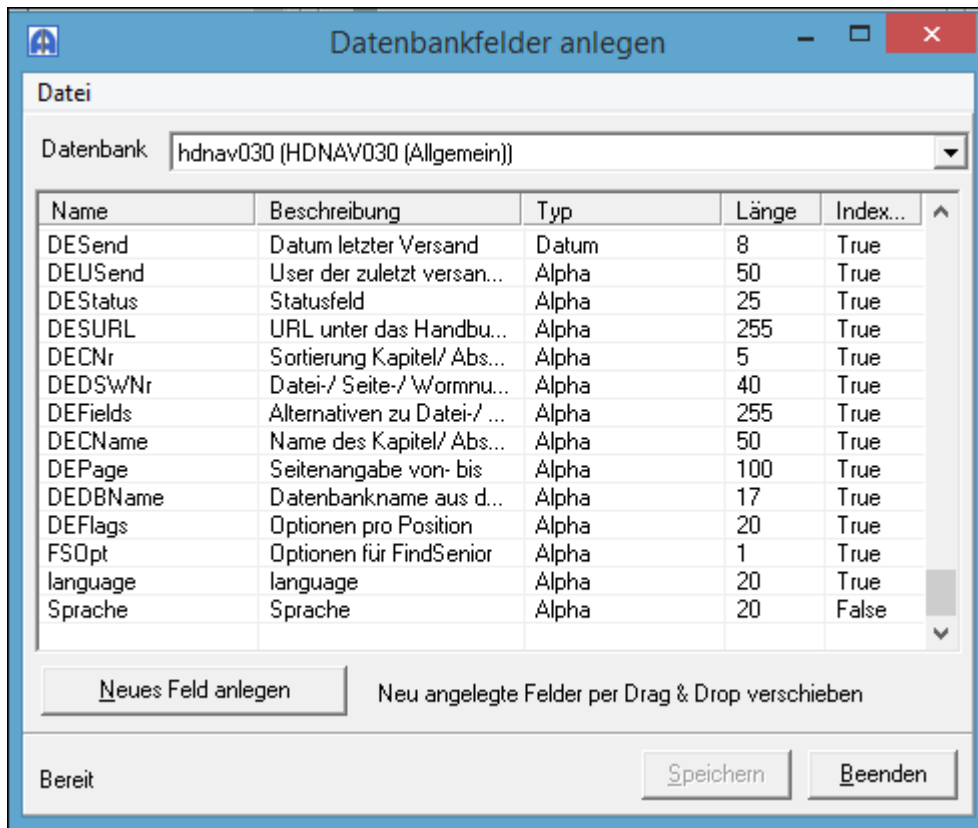 Datenbankfelder anlegen
Datei
Datenbank hdnav030 (HDNAV030 (Allgemein))
Name Beschreibung Typ Länge Index...
DESend Datum letzter Versand Datum 8 True
DEUSend User der zuletzt versan... Alpha 50 True
DEStatus Statusfeld Alpha 25 True
DESURL URL unter das Handbu... Alpha 255 True
DECNr Sortierung Kapitel/ Abs... Alpha 5 True
DEDSWNr Datei-/ Seite-/ Wormnu... Alpha 40 True
DEFields Alternativen zu Datei-/ ... Alpha 255 True
DECName Name des Kapitel/ Abs... Alpha 50 True
DEPage Seitenangabe von- bis Alpha 100 True
DEDBName Datenbankname aus d... Alpha 17 True
DEFlags Optionen pro Position Alpha 20 True
FSOpt Optionen für FindSenior Alpha 1 True
language language Alpha 20 True
Sprache Sprache Alpha 20 False
Neues Feld anlegen Neu angelegte Felder per Drag & Drop verschieben
Bereit Speichern Beenden